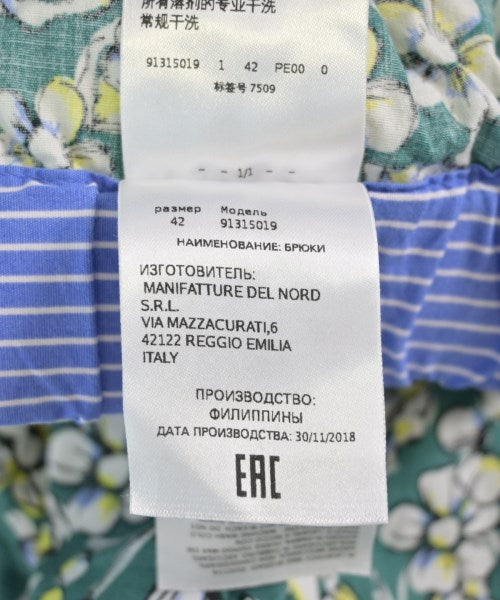 所有溶剂的专业干洗
常规干洗
91315019 1 42 PE00 0
标签号 7509
- - 1/1 - -
размер Модель
42 91315019
НАИМЕНОВАНИЕ: БРЮКИ
ИЗГОТОВИТЕЛЬ:
MANIFATTURE DEL NORD
S.R.L.
VIA MAZZACURATI,6
42122 REGGIO EMILIA
ITALY
ПРОИЗВОДСТВО:
ФИЛИППИНЫ
ДАТА ПРОИЗВОДСТВА: 30/11/2018
EAC